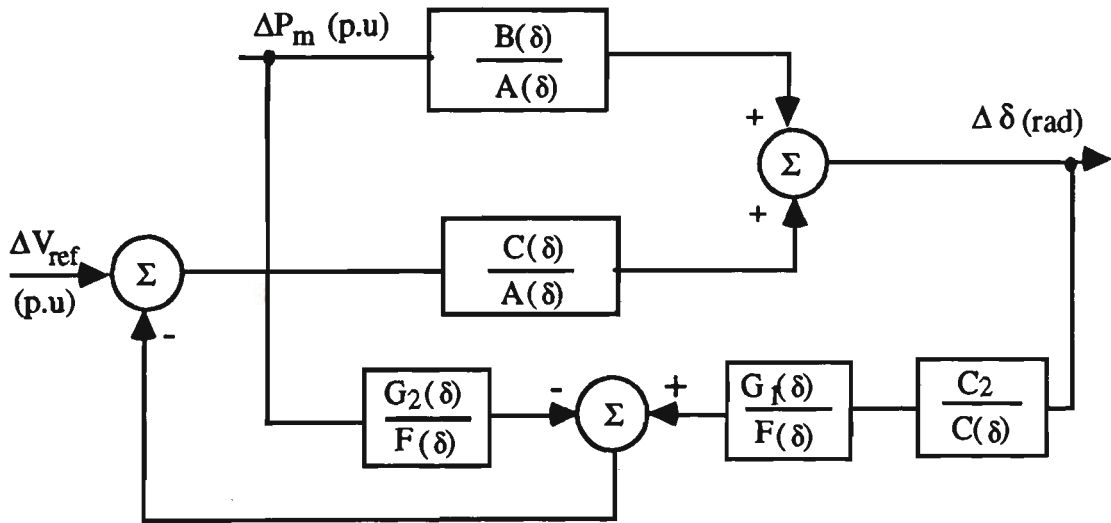 ΔP_m (p.u)
B(δ)
A(δ)
+
Σ
Δ δ (rad)
+
ΔV_ref
(p.u)
Σ
-
C(δ)
A(δ)
G_2(δ)
F(δ)
-
Σ
+
G_1(δ)
F(δ)
C_2
C(δ)